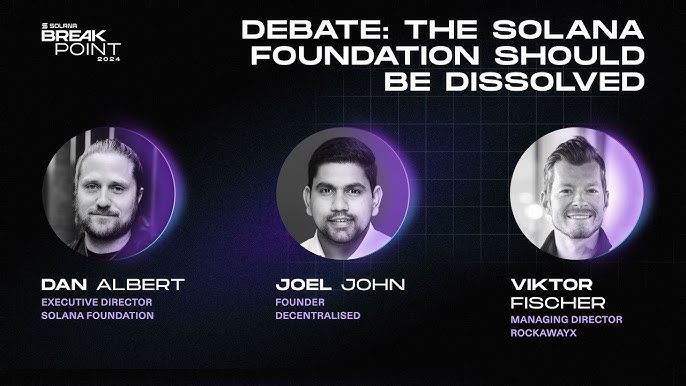 SOLANA
BREAK
POINT
2024
DEBATE: THE SOLANA
FOUNDATION SHOULD
BE DISSOLVED
DAN ALBERT
EXECUTIVE DIRECTOR
SOLANA FOUNDATION
JOEL JOHN
FOUNDER
DECENTRALISED
VIKTOR
FISCHER
MANAGING DIRECTOR
ROCKAWAYX